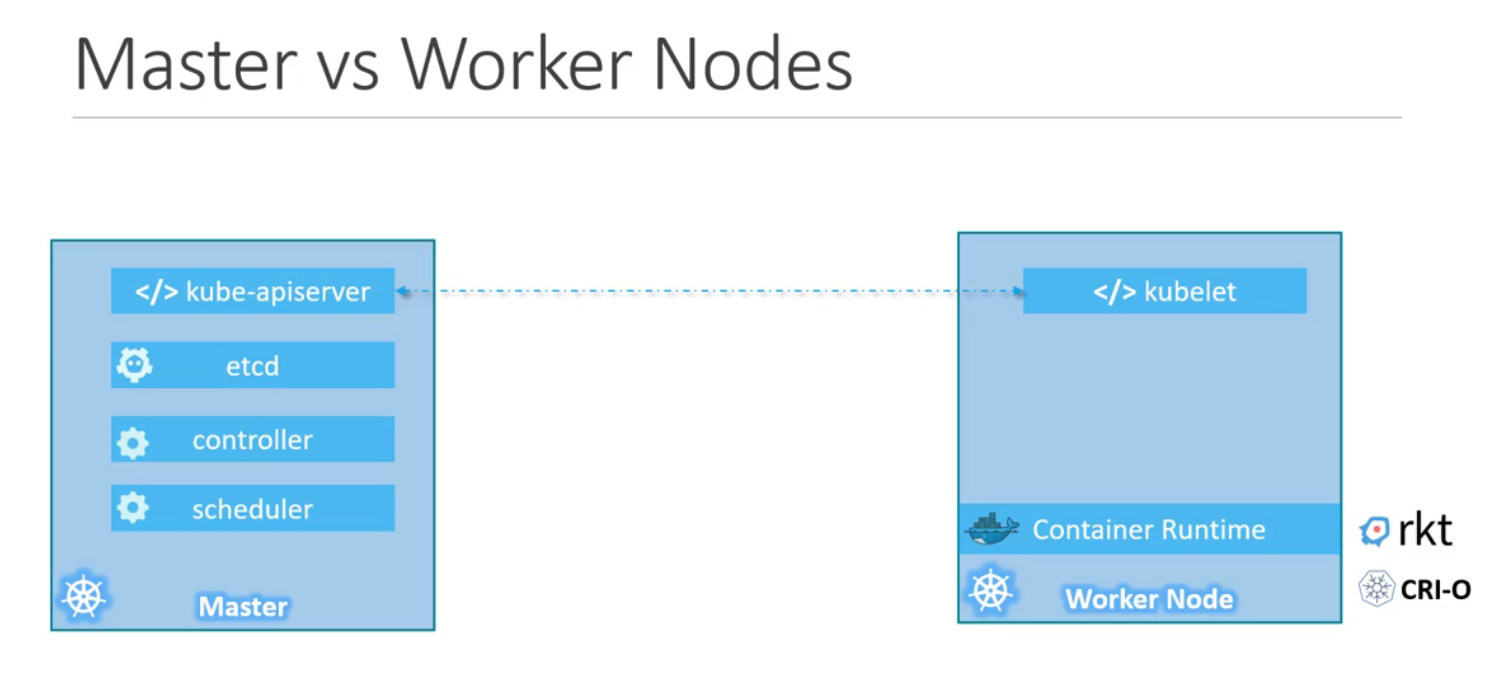 Master vs Worker Nodes
</> kube-apiserver
</> kubelet
etcd
controller
scheduler
Container Runtime
rkt
CRI-O
Master
Worker Node